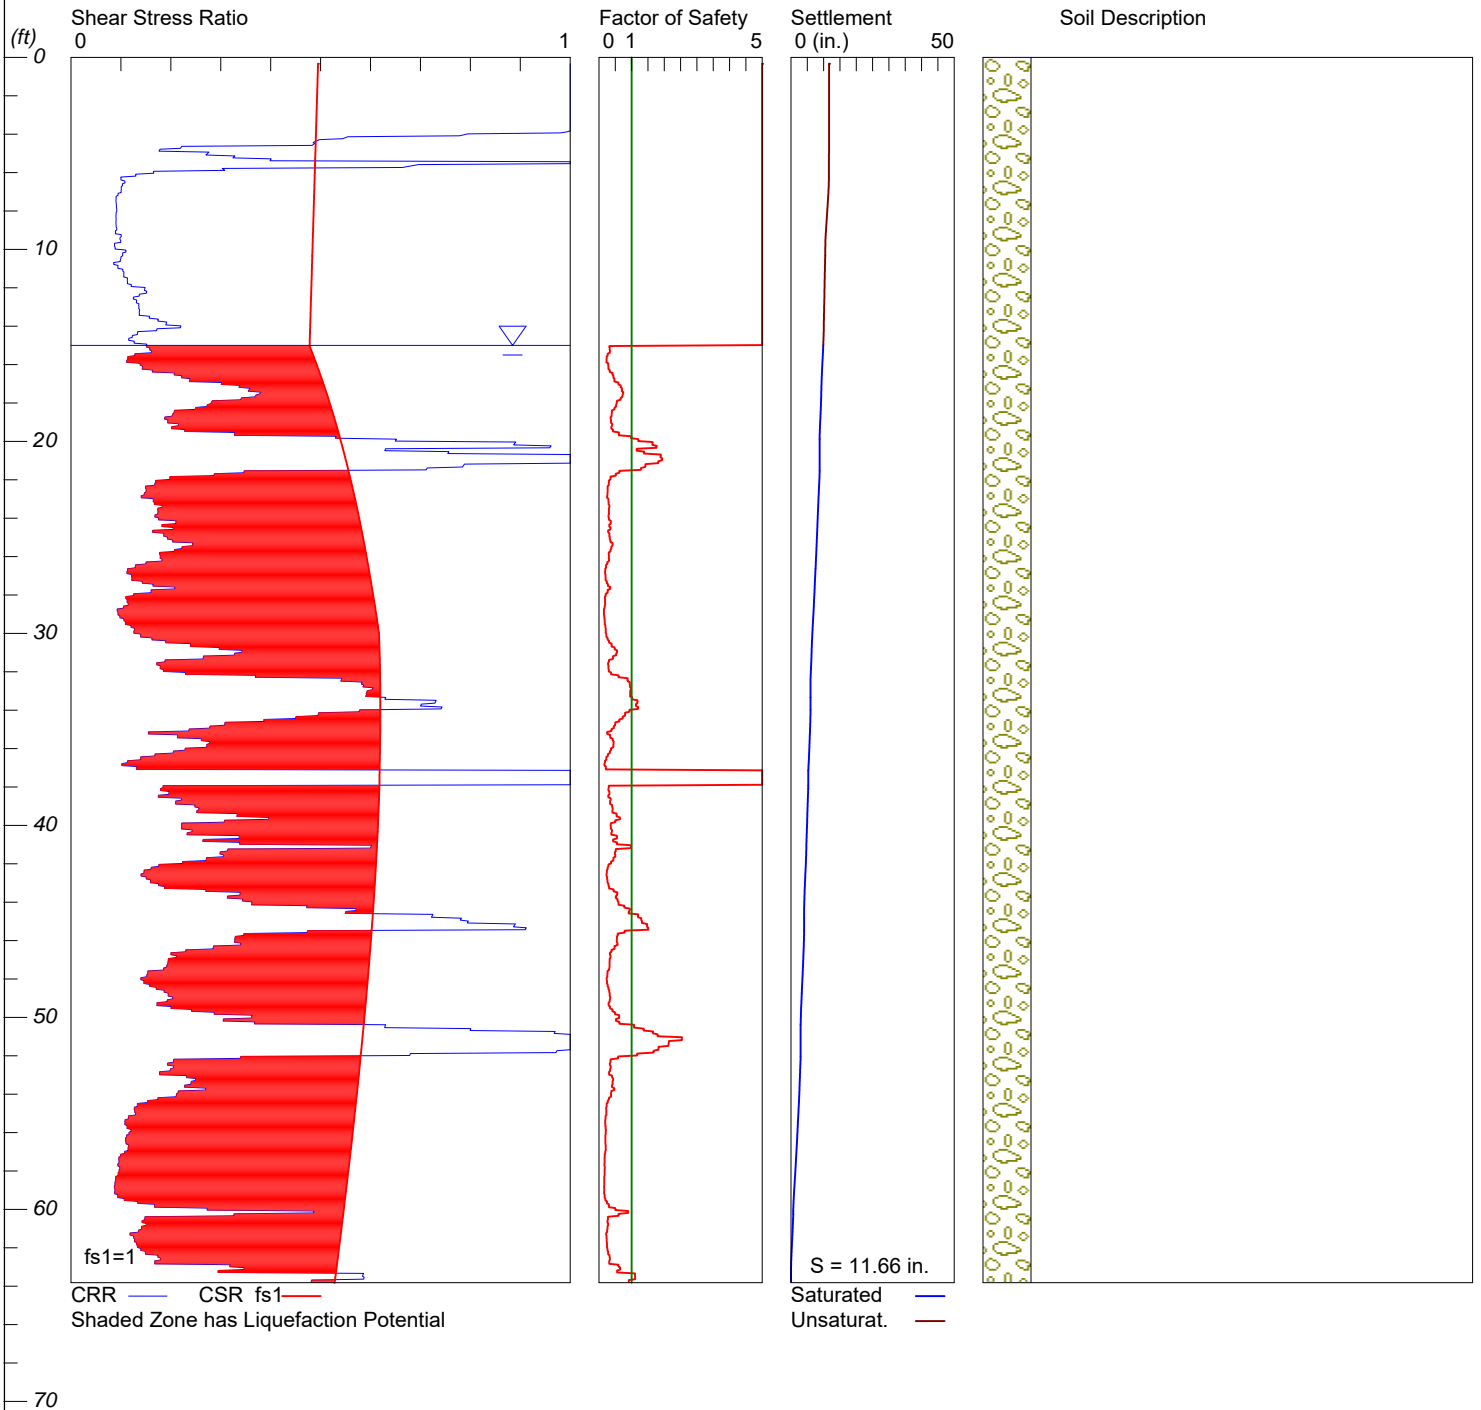 Shear Stress Ratio Factor of Safety Settlement Soil Description
(ft) 0 1 0 1 5 0 (in.) 50
0
10
20
30
40
50
60
fs1=1 S = 11.66 in.
CRR CSR fs1 Saturated
Shaded Zone has Liquefaction Potential Unsaturat.
70